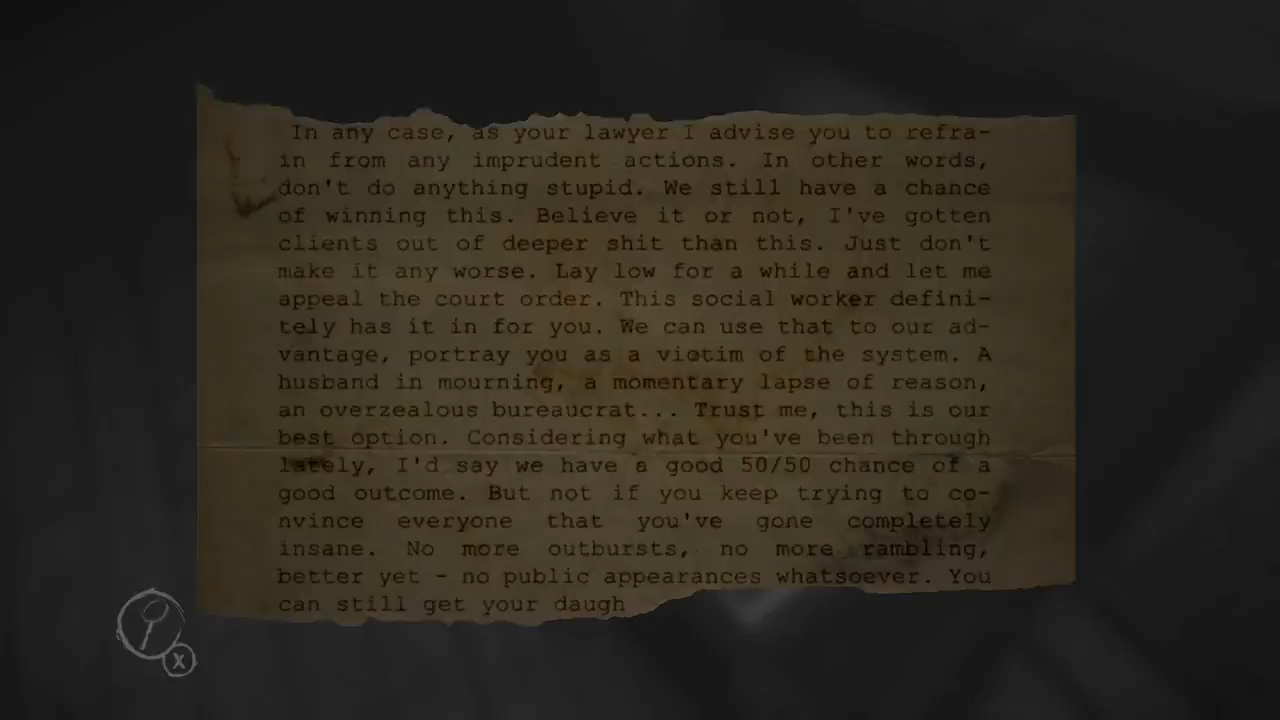 In any case, as your lawyer I advise you to refra-
in from any imprudent actions. In other words,
don't do anything stupid. We still have a chance
of winning this. Believe it or not, I've gotten
clients out of deeper shit than this. Just don't
make it any worse. Lay low for a while and let me
appeal the court order. This social worker defini-
tely has it in for you. We can use that to our ad-
vantage, portray you as a victim of the system. A
husband in mourning, a momentary lapse of reason,
an overzealous bureaucrat... Trust me, this is our
best option. Considering what you've been through
lately, I'd say we have a good 50/50 chance of a
good outcome. But not if you keep trying to co-
nvince everyone that you've gone completely
insane. No more outbursts, no more rambling,
better yet - no public appearances whatsoever. You
can still get your daugh
X